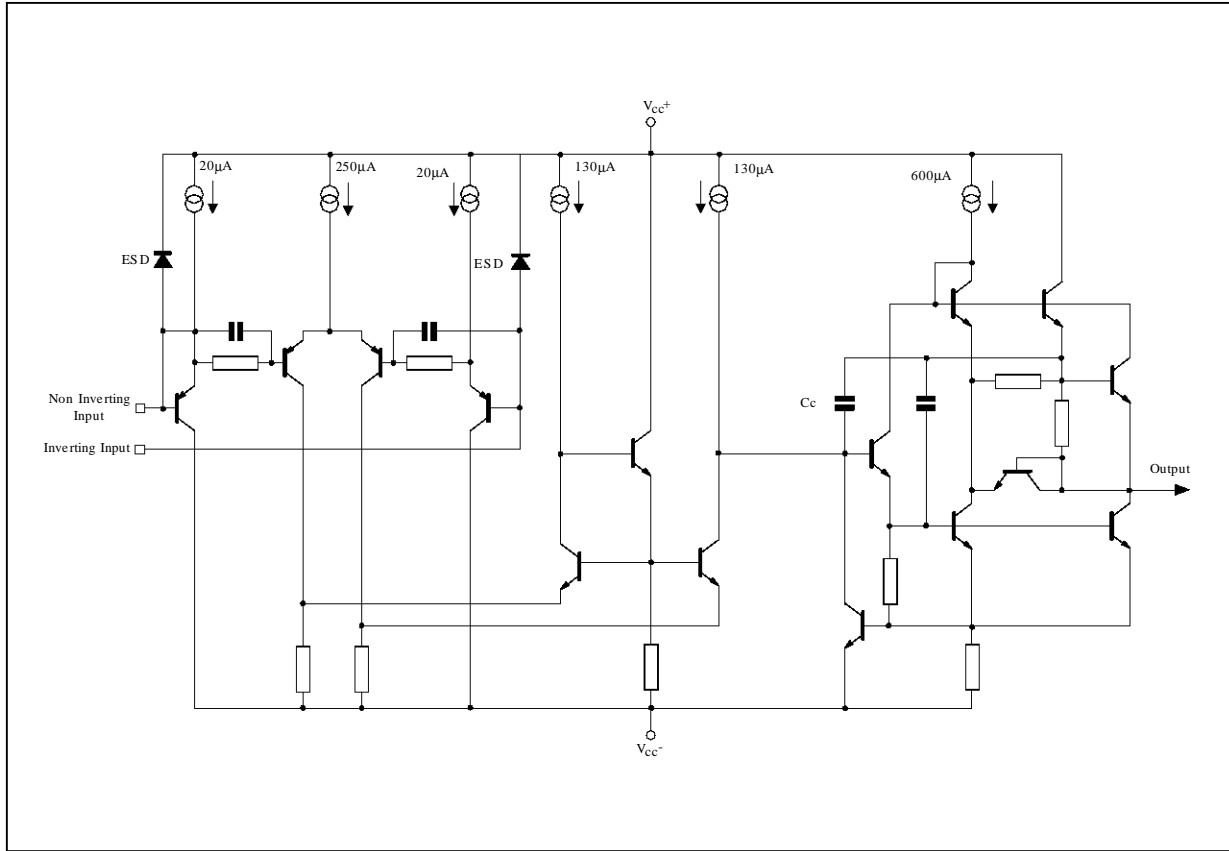 Vcc+
20µA
250µA
20µA
130µA
130µA
600µA
ESD
ESD
Non Inverting
Input
Inverting Input
Cc
Output
Vcc-